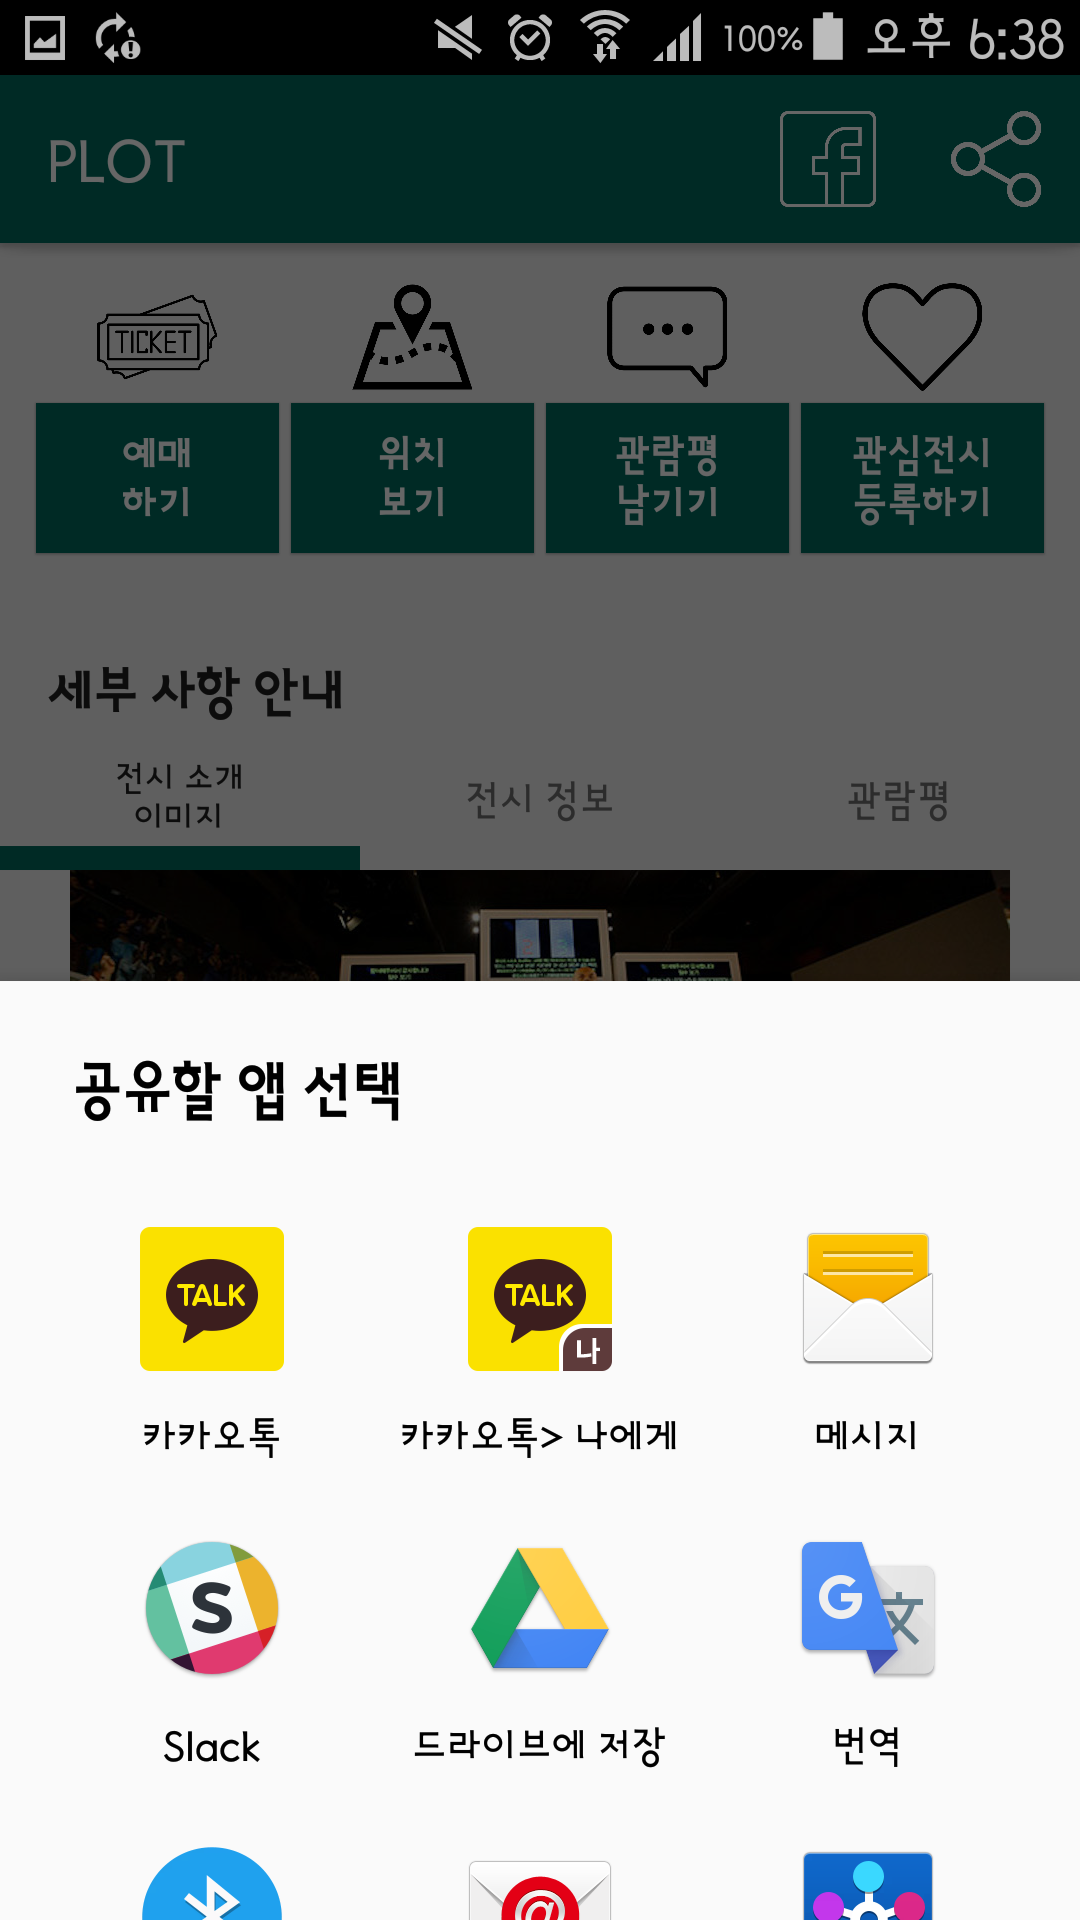 100% 오후 6:38
PLOT
TICKET
예매
하기
위치
보기
관람평
남기기
관심전시
등록하기
세부 사항 안내
전시 소개
이미지
전시 정보
관람평
공유할 앱 선택
TALK
TALK
나
카카오톡
카카오톡> 나에게
메시지
S
G
文
Slack
드라이브에 저장
번역
@